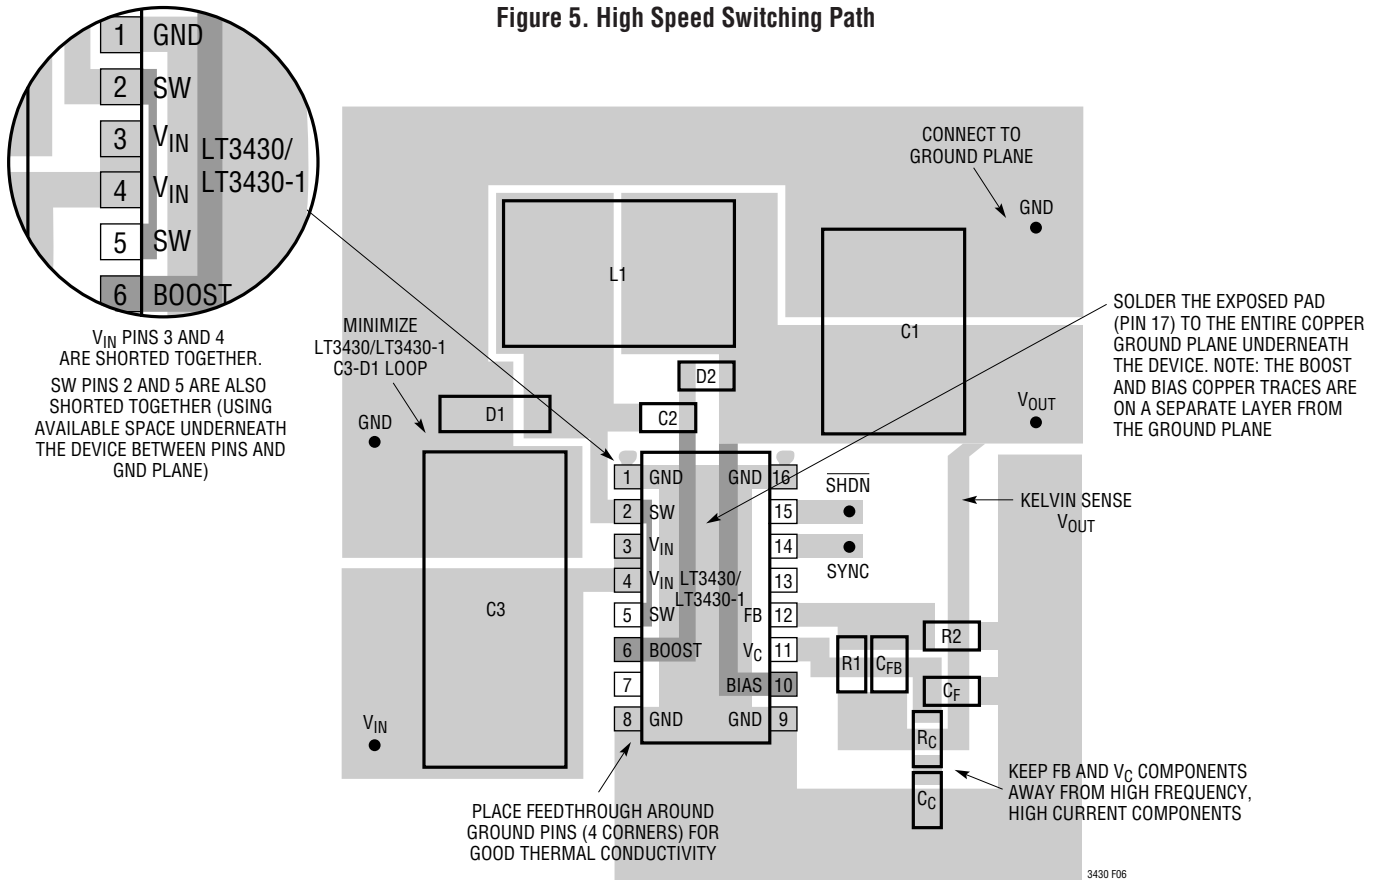 Figure 5. High Speed Switching Path
1 GND
2 SW
3 VIN
4 VIN
5 SW
6 BOOST
LT3430/
LT3430-1
VIN PINS 3 AND 4
ARE SHORTED TOGETHER.
SW PINS 2 AND 5 ARE ALSO
SHORTED TOGETHER (USING
AVAILABLE SPACE UNDERNEATH
THE DEVICE BETWEEN PINS AND
GND PLANE)
MINIMIZE
LT3430/LT3430-1
C3-D1 LOOP
GND
D1
L1
D2
C2
C1
CONNECT TO
GROUND PLANE
GND
SOLDER THE EXPOSED PAD
(PIN 17) TO THE ENTIRE COPPER
GROUND PLANE UNDERNEATH
THE DEVICE. NOTE: THE BOOST
AND BIAS COPPER TRACES ARE
ON A SEPARATE LAYER FROM
THE GROUND PLANE
VOUT
KELVIN SENSE
VOUT
C3
VIN
1 GND
2 SW
3 VIN
4 VIN
5 SW
6 BOOST
7
8 GND
LT3430/
LT3430-1
GND 16
15
14
13
FB 12
VC 11
BIAS 10
GND 9
SHDN
SYNC
R1
CFB
R2
CF
RC
CC
KEEP FB AND VC COMPONENTS
AWAY FROM HIGH FREQUENCY,
HIGH CURRENT COMPONENTS
PLACE FEEDTHROUGH AROUND
GROUND PINS (4 CORNERS) FOR
GOOD THERMAL CONDUCTIVITY
3430 F06